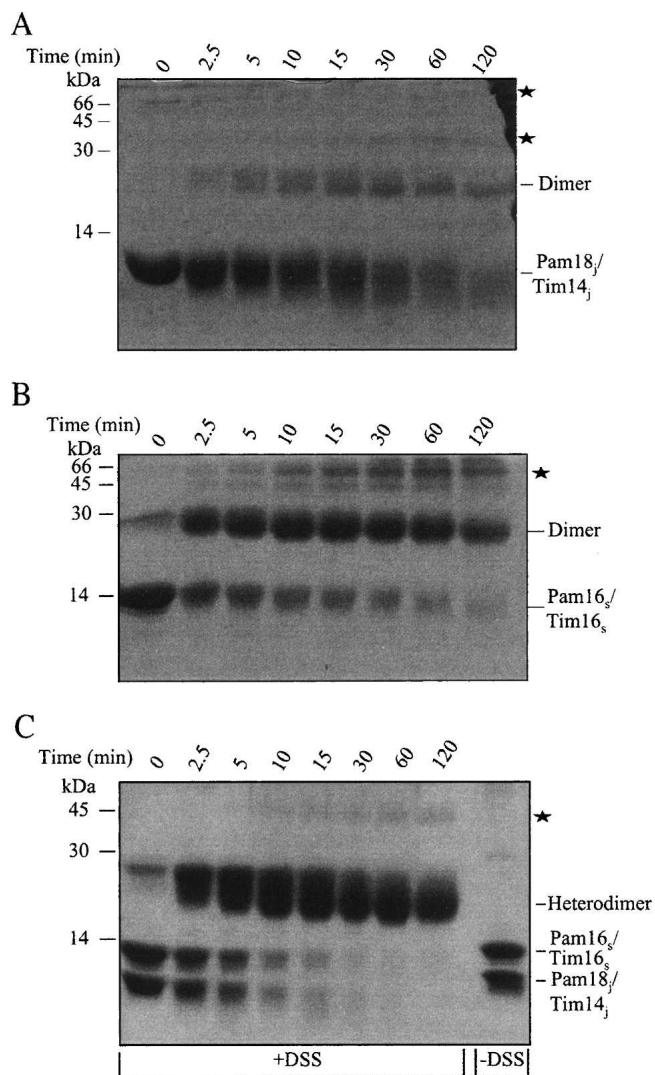 A
Time (min) 0 2.5 5 10 15 30 60 120
kDa
66
45
30
14
Dimer
Pam18j/
Tim14j
B
Time (min) 0 2.5 5 10 15 30 60 120
kDa
66
45
30
14
Dimer
Pam16s/
Tim16s
C
Time (min) 0 2.5 5 10 15 30 60 120
kDa
45
30
14
Heterodimer
Pam16s/
Tim16s
Pam18j/
Tim14j
+DSS -DSS